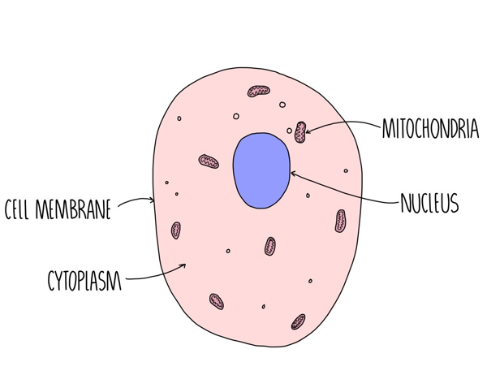 MITOCHONDRIA
NUCLEUS
CELL MEMBRANE
CYTOPLASM